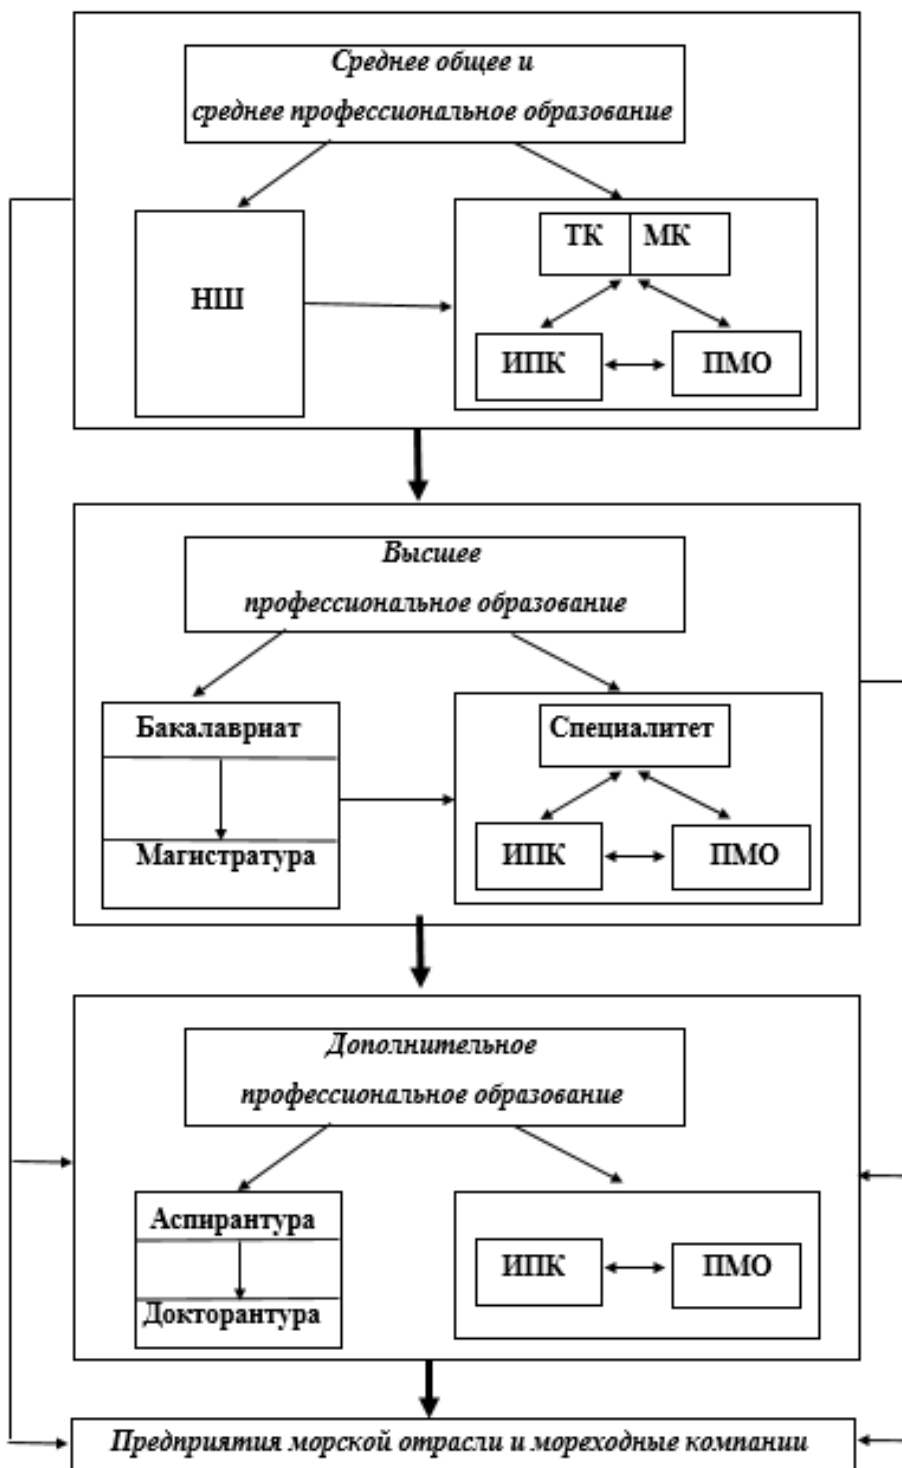 Среднее общее и
среднее профессиональное образование
НШ
ТК МК
ИПК ПМО
Высшее
профессиональное образование
Бакалавриат
Магистратура
Специалитет
ИПК ПМО
Дополнительное
профессиональное образование
Аспирантура
Докторантура
ИПК ПМО
Предприятия морской отрасли и мореходные компании